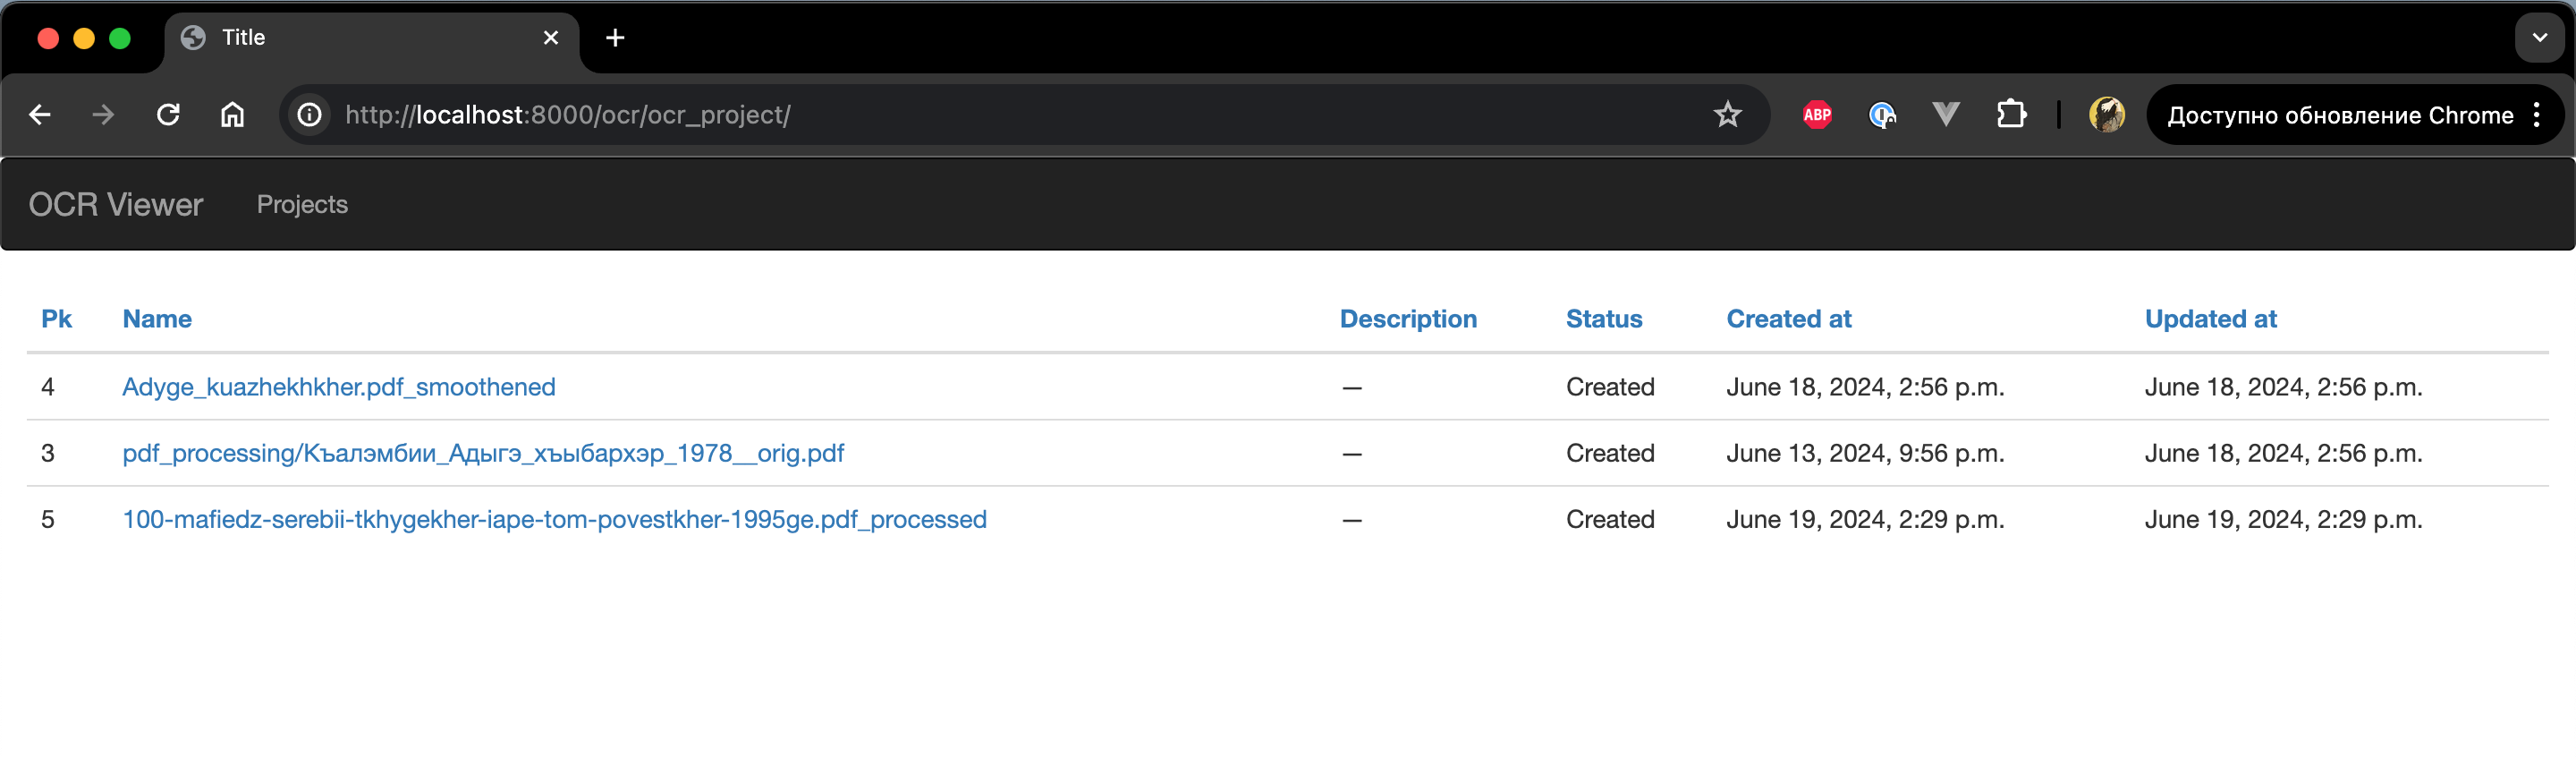 Title
http://localhost:8000/ocr/ocr_project/ ABP Доступно обновление Chrome
OCR Viewer Projects
Pk Name Description Status Created at Updated at
4 Adyge_kuazhekhkher.pdf_smoothened — Created June 18, 2024, 2:56 p.m. June 18, 2024, 2:56 p.m.
3 pdf_processing/Къалэмбии_Адыгэ_хъыбархэр_1978__orig.pdf — Created June 13, 2024, 9:56 p.m. June 18, 2024, 2:56 p.m.
5 100-mafiedz-serebii-tkhygekher-iape-tom-povestkher-1995ge.pdf_processed — Created June 19, 2024, 2:29 p.m. June 19, 2024, 2:29 p.m.